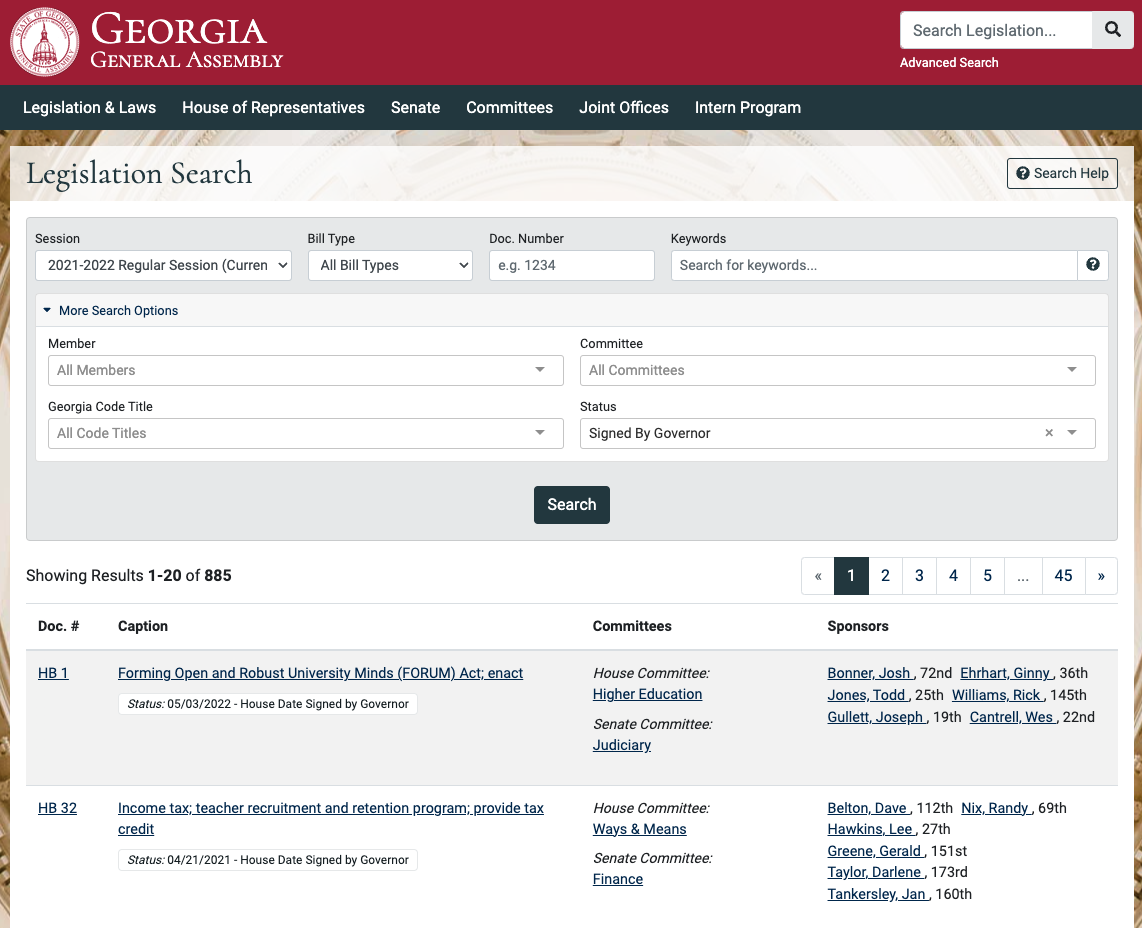 GEORGIA
GENERAL ASSEMBLY
Search Legislation...
Advanced Search
Legislation & Laws House of Representatives Senate Committees Joint Offices Intern Program
Legislation Search
Search Help
Session Bill Type Doc. Number Keywords
2021-2022 Regular Session (Curren All Bill Types e.g. 1234 Search for keywords...
More Search Options
Member Committee
All Members All Committees
Georgia Code Title Status
All Code Titles Signed By Governor ×
Search
Showing Results 1-20 of 885 « 1 2 3 4 5 ... 45 »
Doc. # Caption Committees Sponsors
HB 1 Forming Open and Robust University Minds (FORUM) Act; enact
Status: 05/03/2022 - House Date Signed by Governor
House Committee:
Higher Education
Senate Committee:
Judiciary
Bonner, Josh , 72nd Ehrhart, Ginny , 36th
Jones, Todd , 25th Williams, Rick , 145th
Gullett, Joseph , 19th Cantrell, Wes , 22nd
HB 32 Income tax; teacher recruitment and retention program; provide tax
credit
Status: 04/21/2021 - House Date Signed by Governor
House Committee:
Ways & Means
Senate Committee:
Finance
Belton, Dave , 112th Nix, Randy , 69th
Hawkins, Lee , 27th
Greene, Gerald , 151st
Taylor, Darlene , 173rd
Tankersley, Jan , 160th